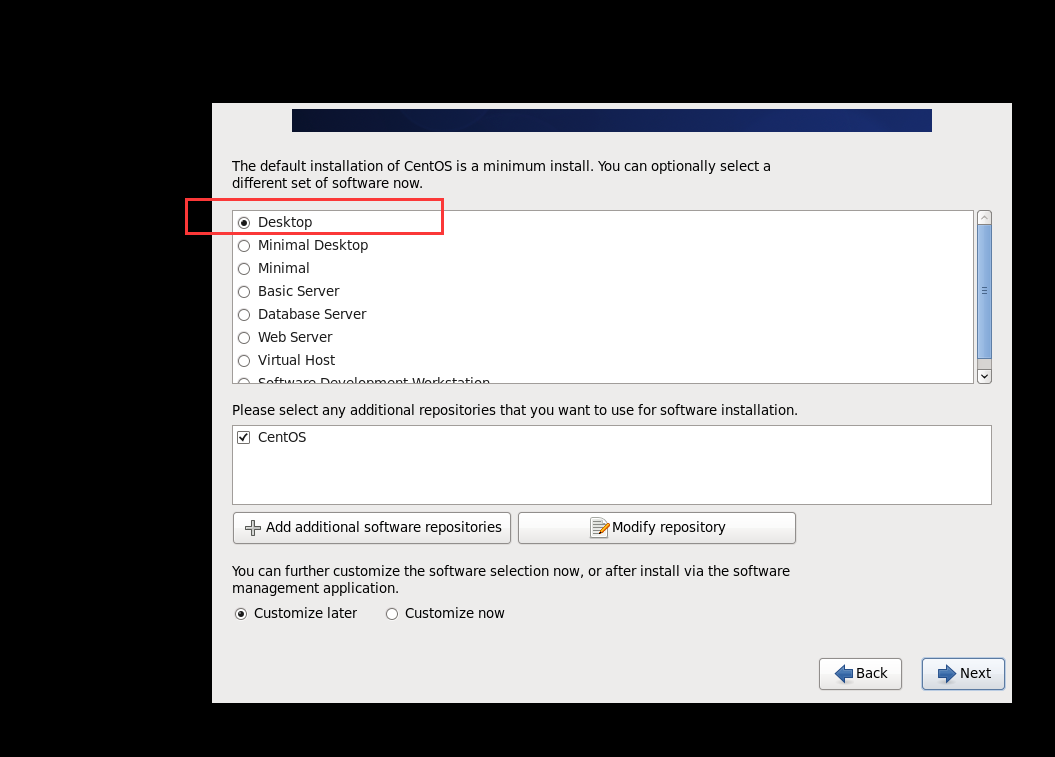 The default installation of CentOS is a minimum install. You can optionally select a
different set of software now.
Desktop
Minimal Desktop
Minimal
Basic Server
Database Server
Web Server
Virtual Host
Software Development Workstation
Please select any additional repositories that you want to use for software installation.
CentOS
Add additional software repositories
Modify repository
You can further customize the software selection now, or after install via the software
management application.
Customize later
Customize now
Back
Next